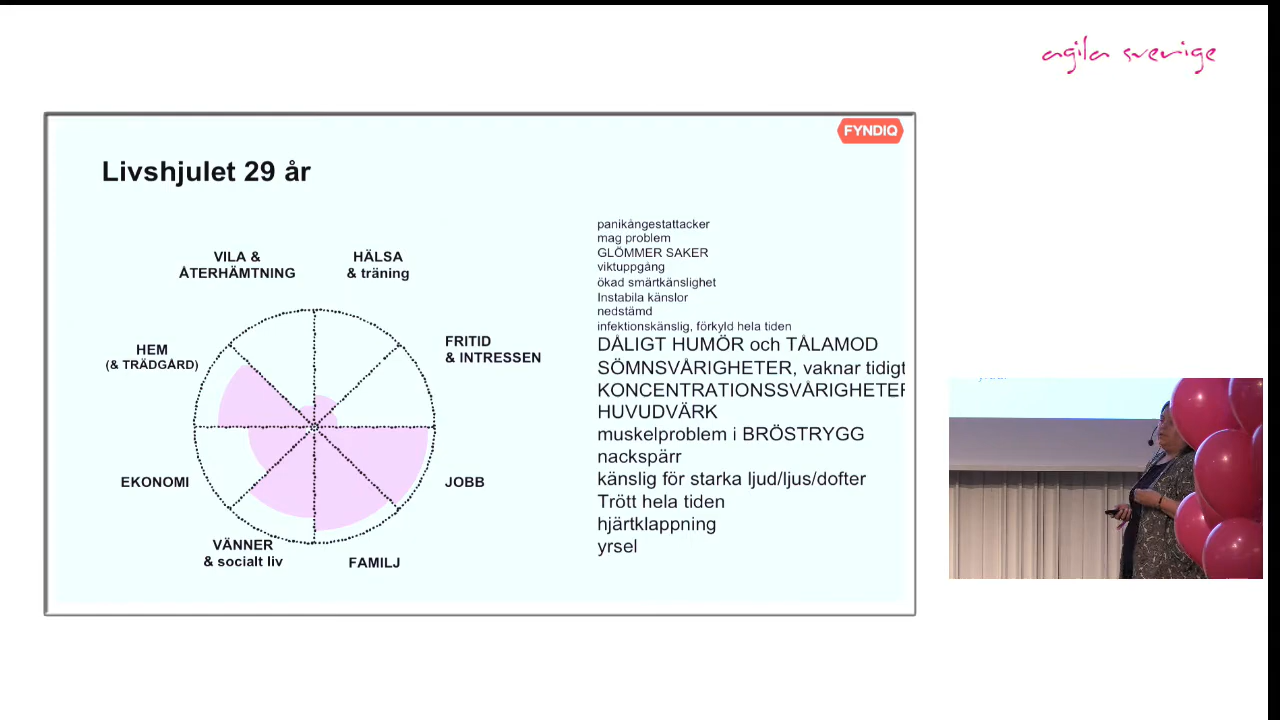 agila sverige
FYNDIQ
Livshjulet 29 år
VILA &
ÅTERHÄMTNING
HÄLSA
& träning
HEM
(& TRÄDGÅRD)
FRITID
& INTRESSEN
EKONOMI
JOBB
VÄNNER
& socialt liv
FAMILJ
panikångestattacker
mag problem
GLÖMMER SAKER
viktuppgång
ökad smärtkänslighet
Instabila känslor
nedstämd
infektionskänslig, förkyld hela tiden
DÅLIGT HUMÖR och TÅLAMOD
SÖMNSVÅRIGHETER, vaknar tidigt
KONCENTRATIONSSVÅRIGHETER
HUVUDVÄRK
muskelproblem i BRÖSTRYGG
nackspärr
känslig för starka ljud/ljus/dofter
Trött hela tiden
hjärtklappning
yrsel